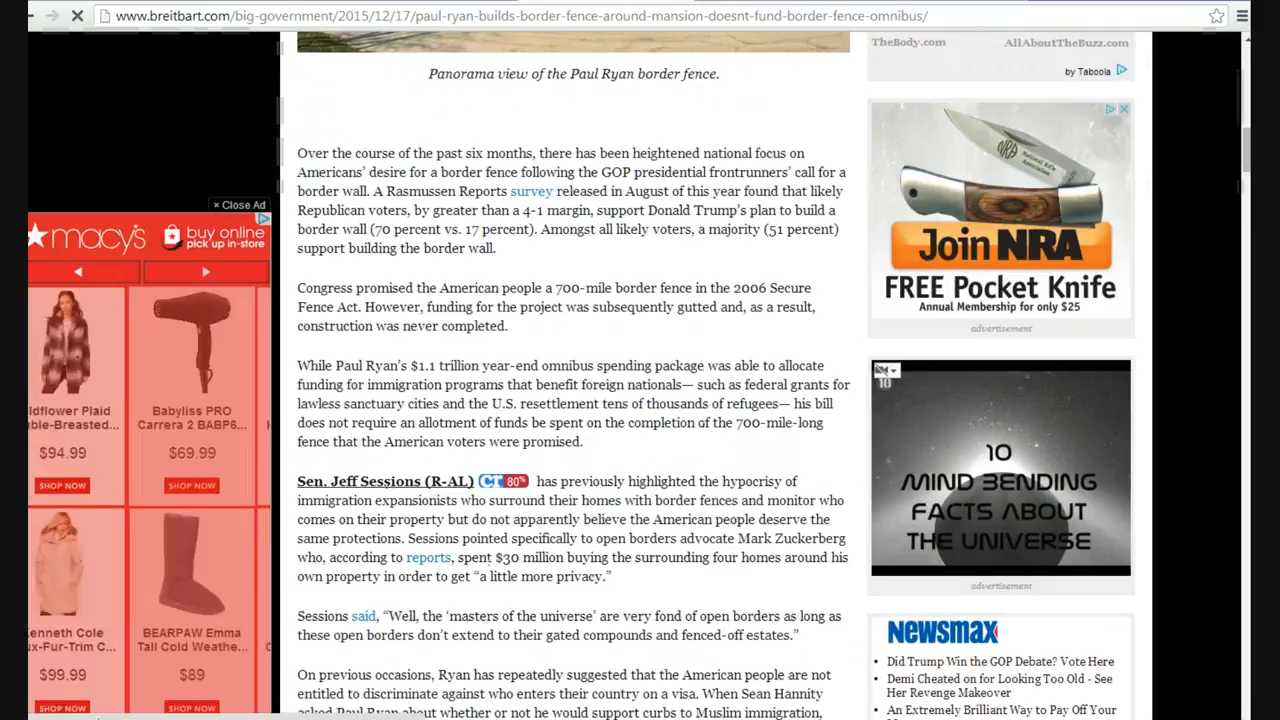 www.breitbart.com/big-government/2015/12/17/paul-ryan-builds-border-fence-around-mansion-doesnt-fund-border-fence-omnibus/
Panorama view of the Paul Ryan border fence.
Over the course of the past six months, there has been heightened national focus on
Americans’ desire for a border fence following the GOP presidential frontrunners’ call for a
border wall. A Rasmussen Reports survey released in August of this year found that likely
Republican voters, by greater than a 4-1 margin, support Donald Trump’s plan to build a
border wall (70 percent vs. 17 percent). Amongst all likely voters, a majority (51 percent)
support building the border wall.
Congress promised the American people a 700-mile border fence in the 2006 Secure
Fence Act. However, funding for the project was subsequently gutted and, as a result,
construction was never completed.
While Paul Ryan’s $1.1 trillion year-end omnibus spending package was able to allocate
funding for immigration programs that benefit foreign nationals— such as federal grants for
lawless sanctuary cities and the U.S. resettlement tens of thousands of refugees— his bill
does not require an allotment of funds be spent on the completion of the 700-mile-long
fence that the American voters were promised.
Sen. Jeff Sessions (R-AL) CR 80% has previously highlighted the hypocrisy of
immigration expansionists who surround their homes with border fences and monitor who
comes on their property but do not apparently believe the American people deserve the
same protections. Sessions pointed specifically to open borders advocate Mark Zuckerberg
who, according to reports, spent $30 million buying the surrounding four homes around his
own property in order to get “a little more privacy.”
Sessions said, “Well, the ‘masters of the universe’ are very fond of open borders as long as
these open borders don’t extend to their gated compounds and fenced-off estates.”
On previous occasions, Ryan has repeatedly suggested that the American people are not
entitled to discriminate against who enters their country on a visa. When Sean Hannity
asked Paul Ryan about whether or not he would support curbs to Muslim immigration,
× Close Ad
macy's
buy online
pick up in-store
ldflower Plaid
uble-Breasted...
$94.99
SHOP NOW
Babyliss PRO
Carrera 2 BABP6...
$69.99
SHOP NOW
enneth Cole
ux-Fur-Trim C...
$99.99
SHOP NOW
BEARPAW Emma
Tall Cold Weathe...
$89
SHOP NOW
TheBody.com
AllAboutTheBuzz.com
by Taboola
NRA
Join NRA
FREE Pocket Knife
Annual Membership for only $25
advertisement
10
10
MIND BENDING
FACTS ABOUT
THE UNIVERSE
advertisement
Newsmax
Did Trump Win the GOP Debate? Vote Here
Demi Cheated on for Looking Too Old - See
Her Revenge Makeover
An Extremely Brilliant Way to Pay Off Your